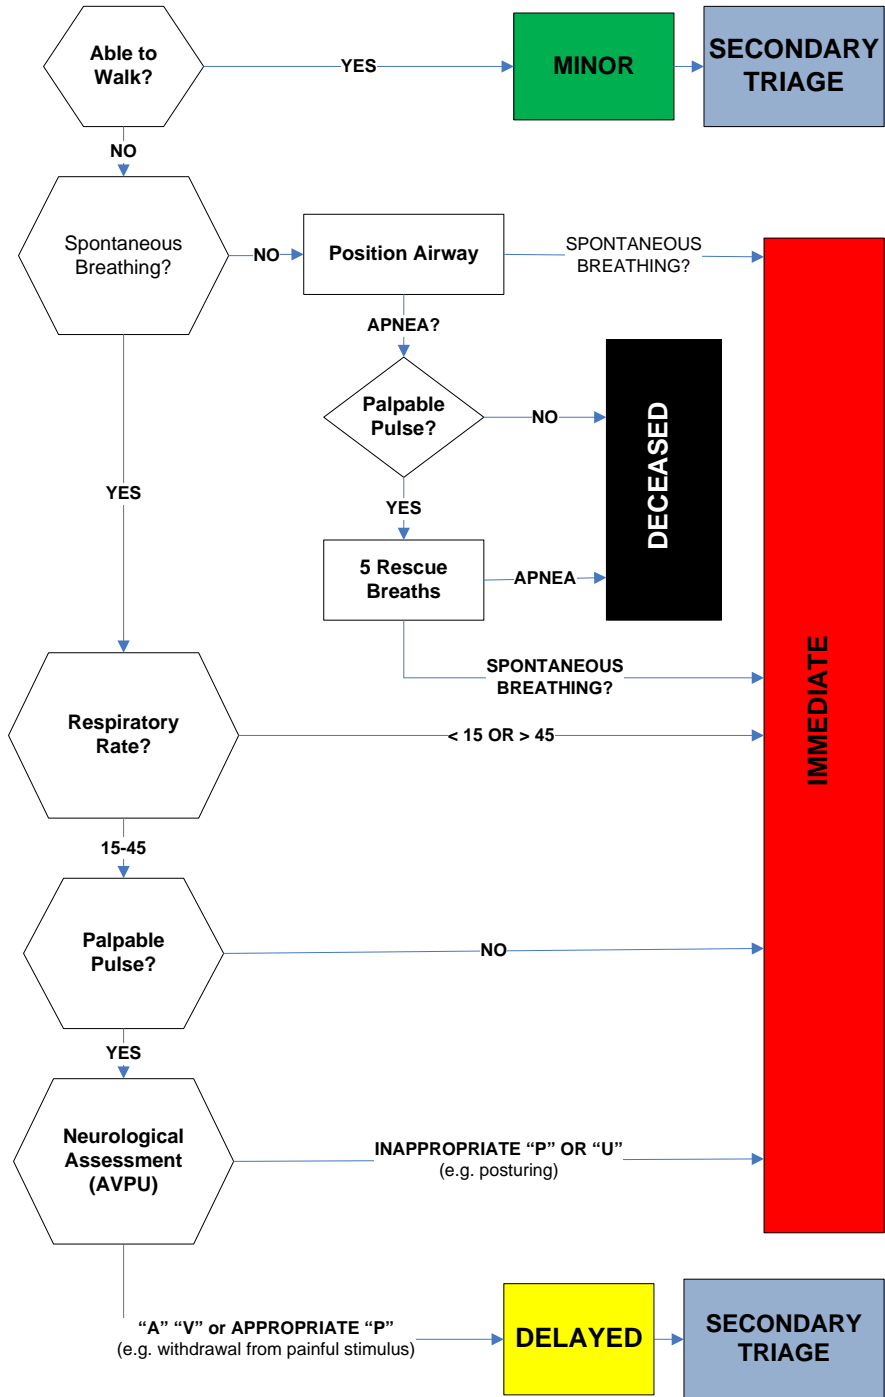 Able to
Walk?
YES
MINOR
SECONDARY
TRIAGE
NO
Spontaneous
Breathing?
NO
Position Airway
SPONTANEOUS
BREATHING?
APNEA?
Palpable
Pulse?
NO
DECEASED
YES
YES
5 Rescue
Breaths
APNEA
SPONTANEOUS
BREATHING?
IMMEDIATE
Respiratory
Rate?
< 15 OR > 45
15-45
Palpable
Pulse?
NO
YES
Neurological
Assessment
(AVPU)
INAPPROPRIATE “P” OR “U”
(e.g. posturing)
“A” “V” or APPROPRIATE “P”
(e.g. withdrawal from painful stimulus)
DELAYED
SECONDARY
TRIAGE